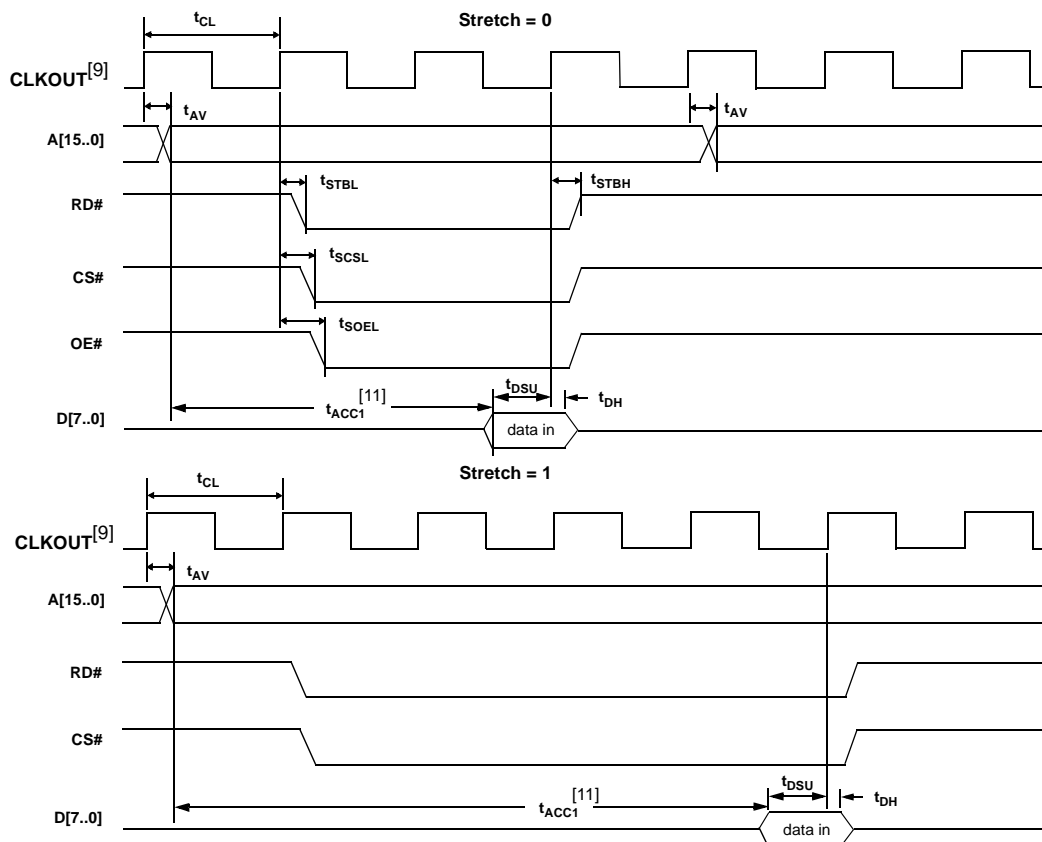 Stretch = 0
tCL
CLKOUT[9]
tAV
tAV
A[15..0]
tSTBL
tSTBH
RD#
tSCSL
CS#
tSOEL
OE#
tDSU
tACC1[11]
tDH
D[7..0]
data in
Stretch = 1
tCL
CLKOUT[9]
tAV
A[15..0]
RD#
CS#
tDSU
tACC1[11]
tDH
D[7..0]
data in